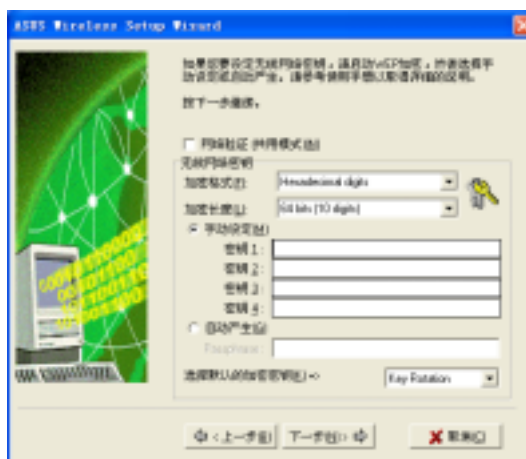 ASUS Wireless Setup Wizard
如果您要设定无线网络密钥，请启动WEP加密，并请选择手
动设定或自动产生。请参考使用手册以取得详细的说明。
按下一步继续。
网络验证 (共用模式)(A)
无线网络密钥
加密格式(F): Hexadecimal digits
加密长度(L): 64 bits (10 digits)
手动设定(M)
密钥 1:
密钥 2:
密钥 3:
密钥 4:
自动产生(G)
Passphrase:
选择默认的加密密钥(K) => Key Rotation
< 上一步(B) 下一步(N) > 取消(C)